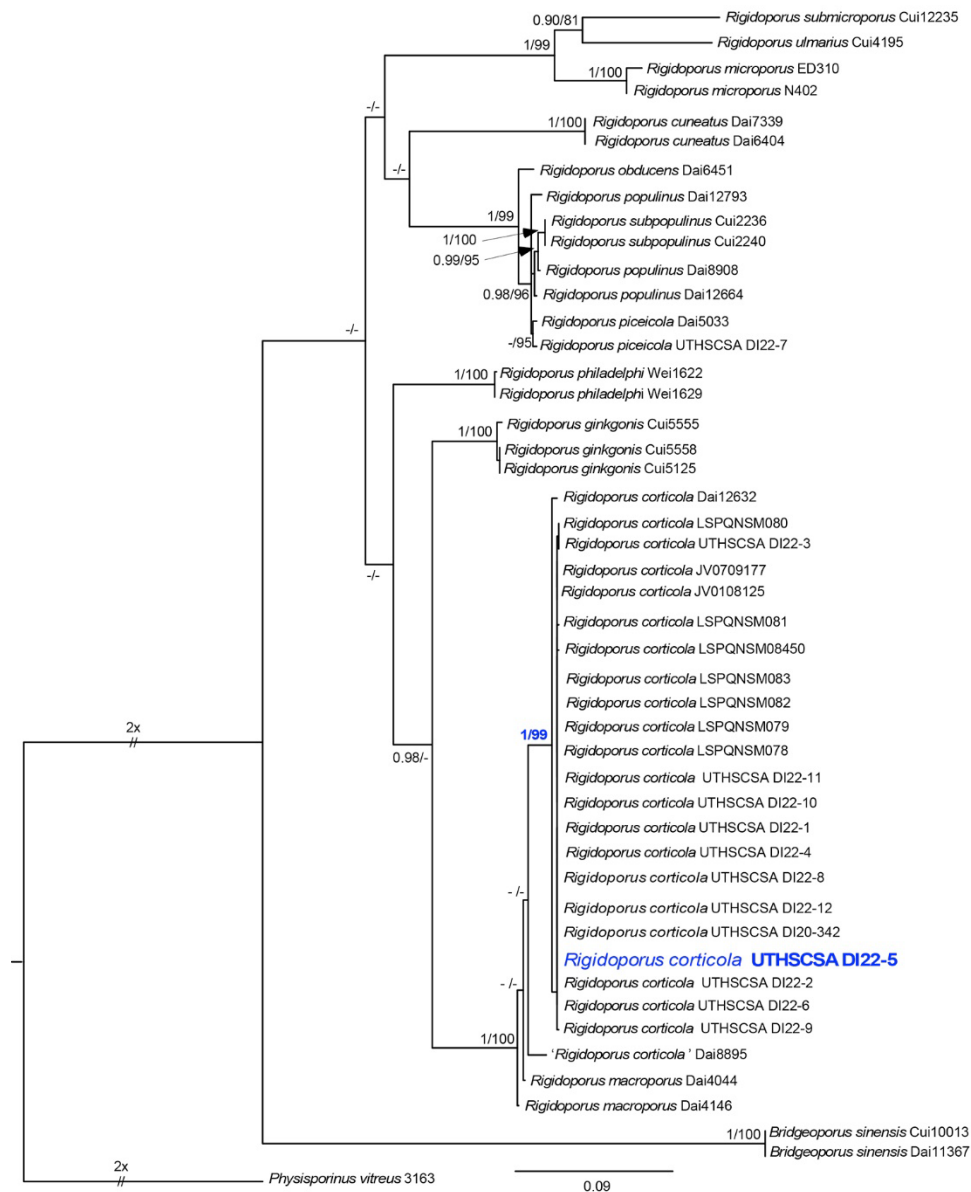 0.90/81
Rigidoporus submicroporus Cui12235
1/99
Rigidoporus ulmarius Cui4195
1/100
Rigidoporus microporus ED310
Rigidoporus microporus N402
-/-
1/100
Rigidoporus cuneatus Dai7339
Rigidoporus cuneatus Dai6404
-/-
Rigidoporus obducens Dai6451
Rigidoporus populinus Dai12793
1/99
Rigidoporus subpopulinus Cui2236
1/100
Rigidoporus subpopulinus Cui2240
0.99/95
Rigidoporus populinus Dai8908
0.98/96
Rigidoporus populinus Dai12664
Rigidoporus piceicola Dai5033
-/-
-/95
Rigidoporus piceicola UTHSCSA DI22-7
1/100
Rigidoporus philadelphi Wei1622
Rigidoporus philadelphi Wei1629
Rigidoporus ginkgonis Cui5555
1/100
Rigidoporus ginkgonis Cui5558
Rigidoporus ginkgonis Cui5125
Rigidoporus corticola Dai12632
Rigidoporus corticola LSPQNSM080
Rigidoporus corticola UTHSCSA DI22-3
Rigidoporus corticola JV0709177
-/-
Rigidoporus corticola JV0108125
Rigidoporus corticola LSPQNSM081
Rigidoporus corticola LSPQNSM08450
Rigidoporus corticola LSPQNSM083
Rigidoporus corticola LSPQNSM082
Rigidoporus corticola LSPQNSM079
2x
//
1/99
Rigidoporus corticola LSPQNSM078
0.98/-
Rigidoporus corticola UTHSCSA DI22-11
Rigidoporus corticola UTHSCSA DI22-10
Rigidoporus corticola UTHSCSA DI22-1
Rigidoporus corticola UTHSCSA DI22-4
Rigidoporus corticola UTHSCSA DI22-8
- /-
Rigidoporus corticola UTHSCSA DI22-12
Rigidoporus corticola UTHSCSA DI20-342
Rigidoporus corticola UTHSCSA DI22-5
- /-
Rigidoporus corticola UTHSCSA DI22-2
Rigidoporus corticola UTHSCSA DI22-6
Rigidoporus corticola UTHSCSA DI22-9
1/100
'Rigidoporus corticola ' Dai8895
Rigidoporus macroporus Dai4044
Rigidoporus macroporus Dai4146
1/100
Bridgeoporus sinensis Cui10013
Bridgeoporus sinensis Dai11367
2x
//
Physisporinus vitreus 3163
0.09